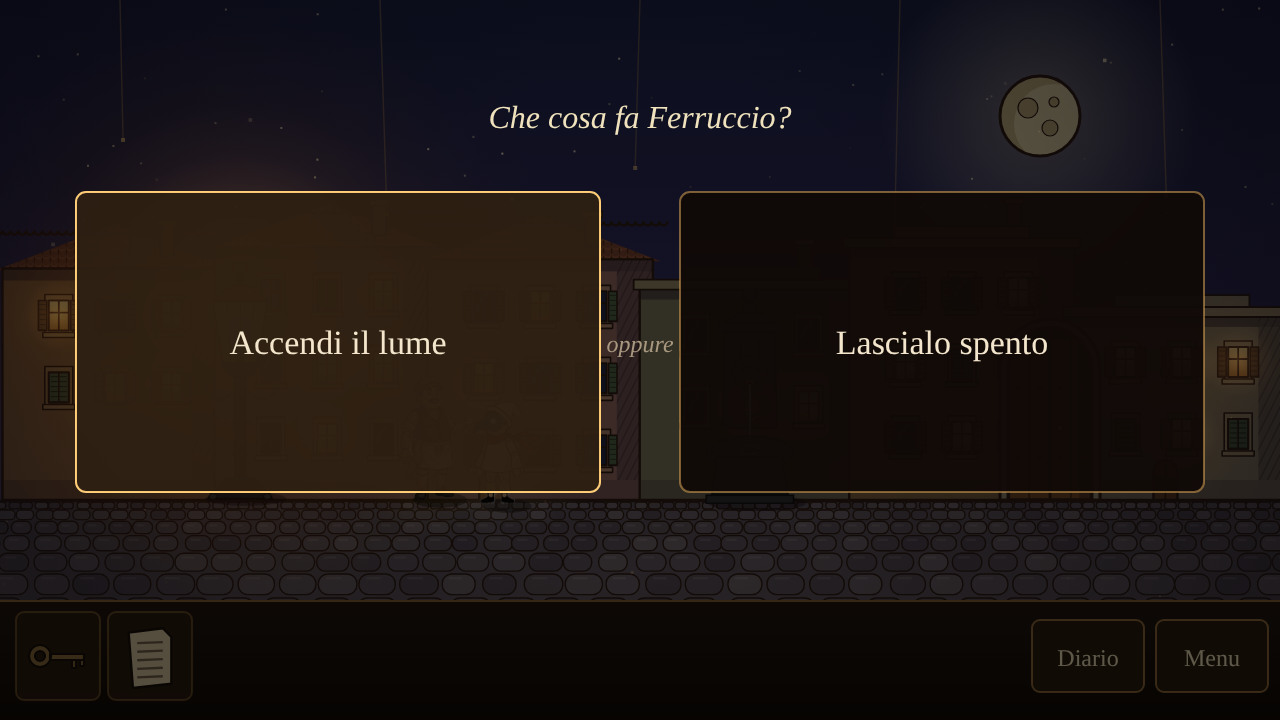 Che cosa fa Ferruccio?
Accendi il lume
oppure
Lascialo spento
Diario
Menu